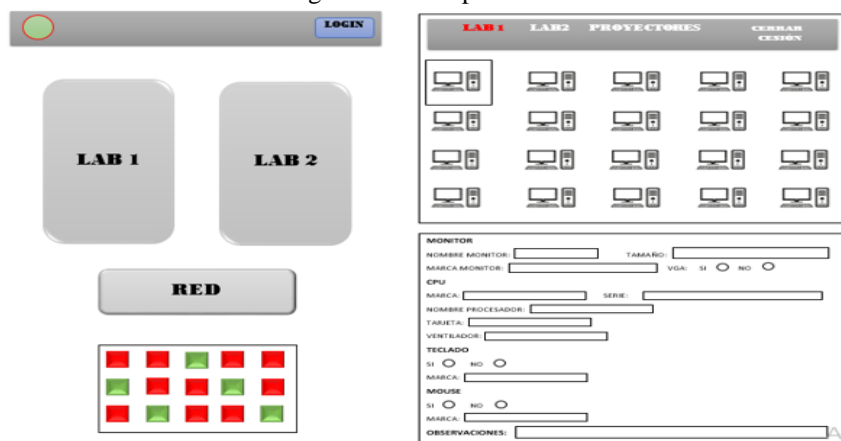 LOGIN
LAB 1
LAB 2
RED
LAB 1 LAB2 PROYECTORES CERRAR
CESIÓN
MONITOR
NOMBRE MONITOR: TAMAÑO:
MARCA MONITOR: VGA: SI NO
CPU
MARCA: SERIE:
NOMBRE PROCESADOR:
TARJETA:
VENTILADOR:
TECLADO
SI NO
MARCA:
MOUSE
SI NO
MARCA:
OBSERVACIONES: